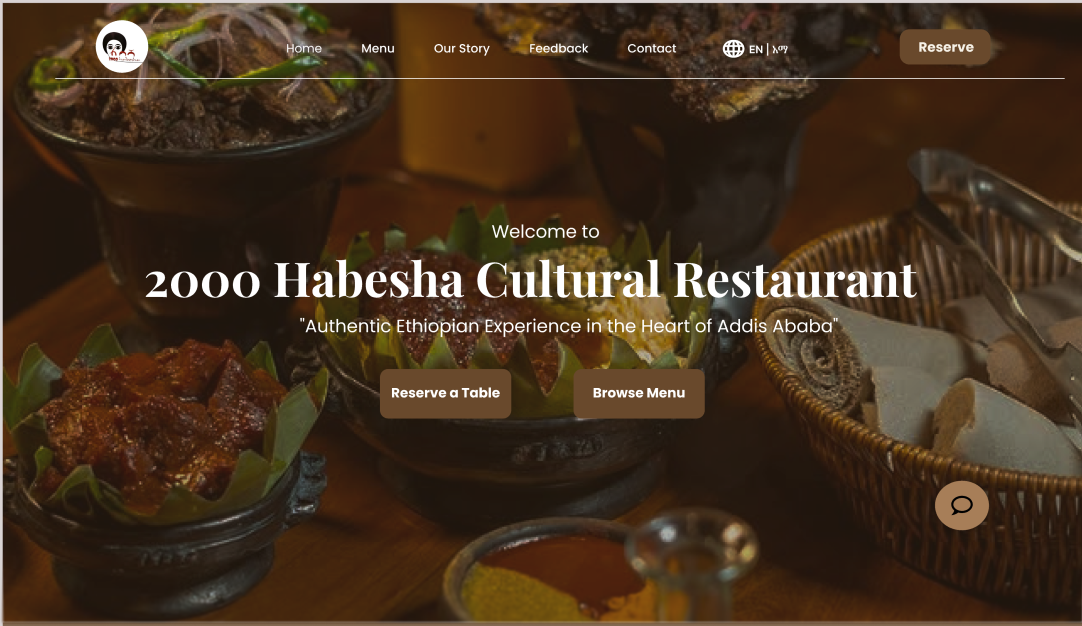 Home
Menu
Our Story
Feedback
Contact
EN | አማ
Reserve
Welcome to
2000 Habesha Cultural Restaurant
"Authentic Ethiopian Experience in the Heart of Addis Ababa"
Reserve a Table
Browse Menu